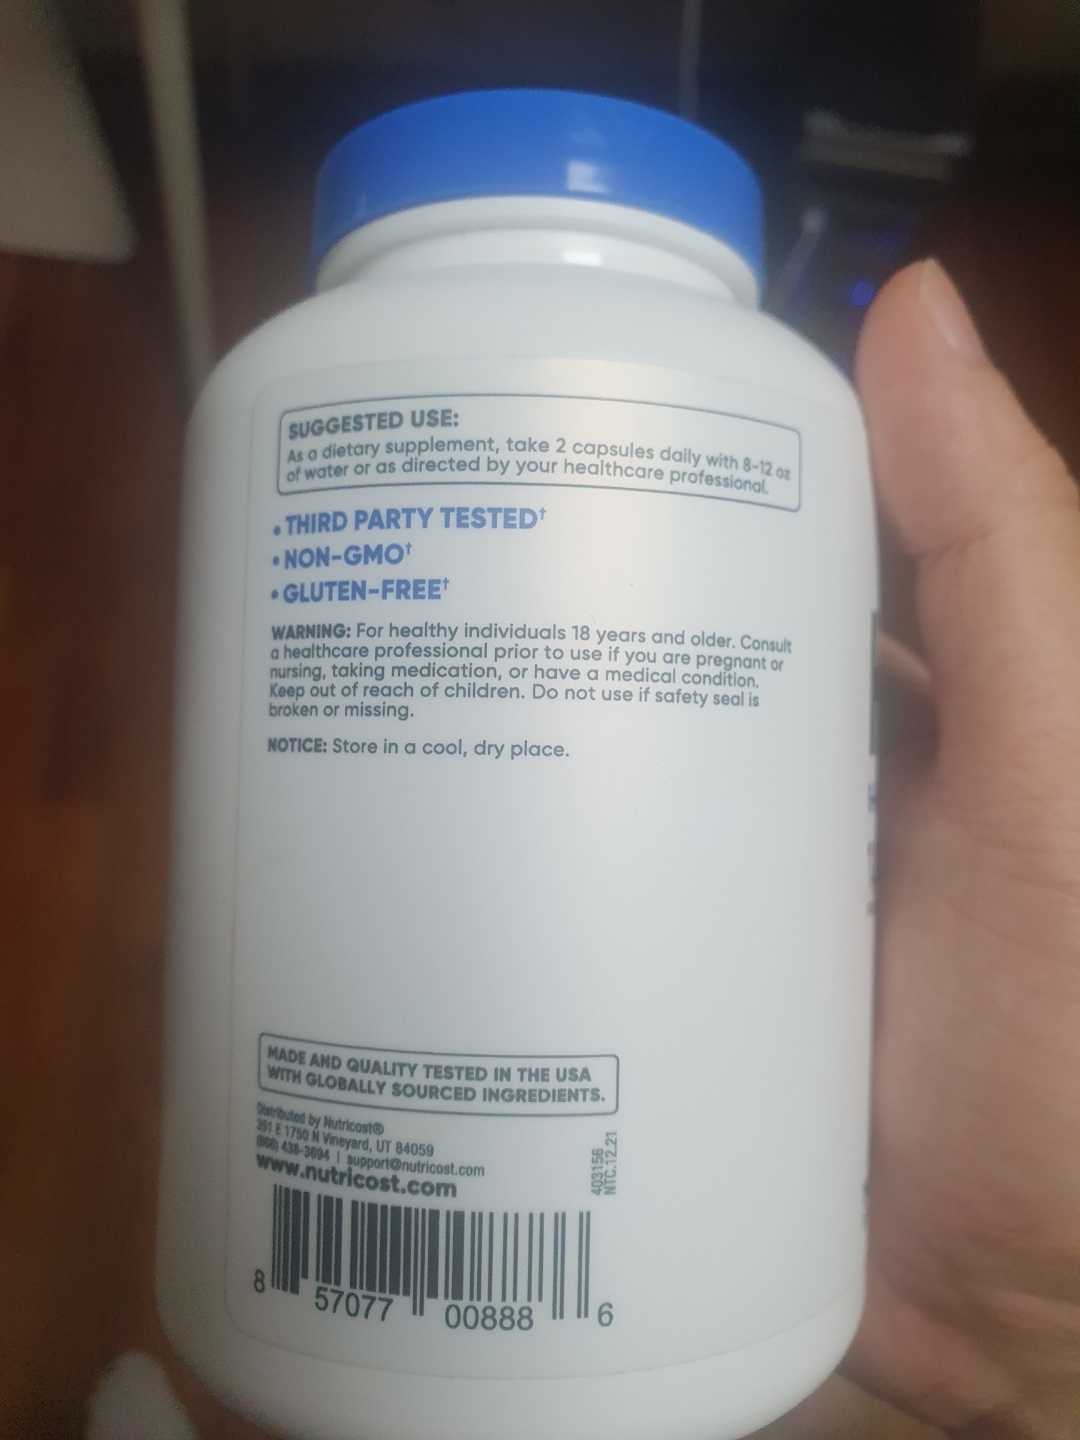 SUGGESTED USE:
As a dietary supplement, take 2 capsules daily with 8-12 oz
of water or as directed by your healthcare professional.
• THIRD PARTY TESTED†
• NON-GMO†
• GLUTEN-FREE†
WARNING: For healthy individuals 18 years and older. Consult
a healthcare professional prior to use if you are pregnant or
nursing, taking medication, or have a medical condition.
Keep out of reach of children. Do not use if safety seal is
broken or missing.
NOTICE: Store in a cool, dry place.
MADE AND QUALITY TESTED IN THE USA
WITH GLOBALLY SOURCED INGREDIENTS.
Distributed by Nutricost®
351 E 1750 N Vineyard, UT 84059
(866) 438-3694 | support@nutricost.com
www.nutricost.com
403156
NTC.12.21
8 57077 00888 6